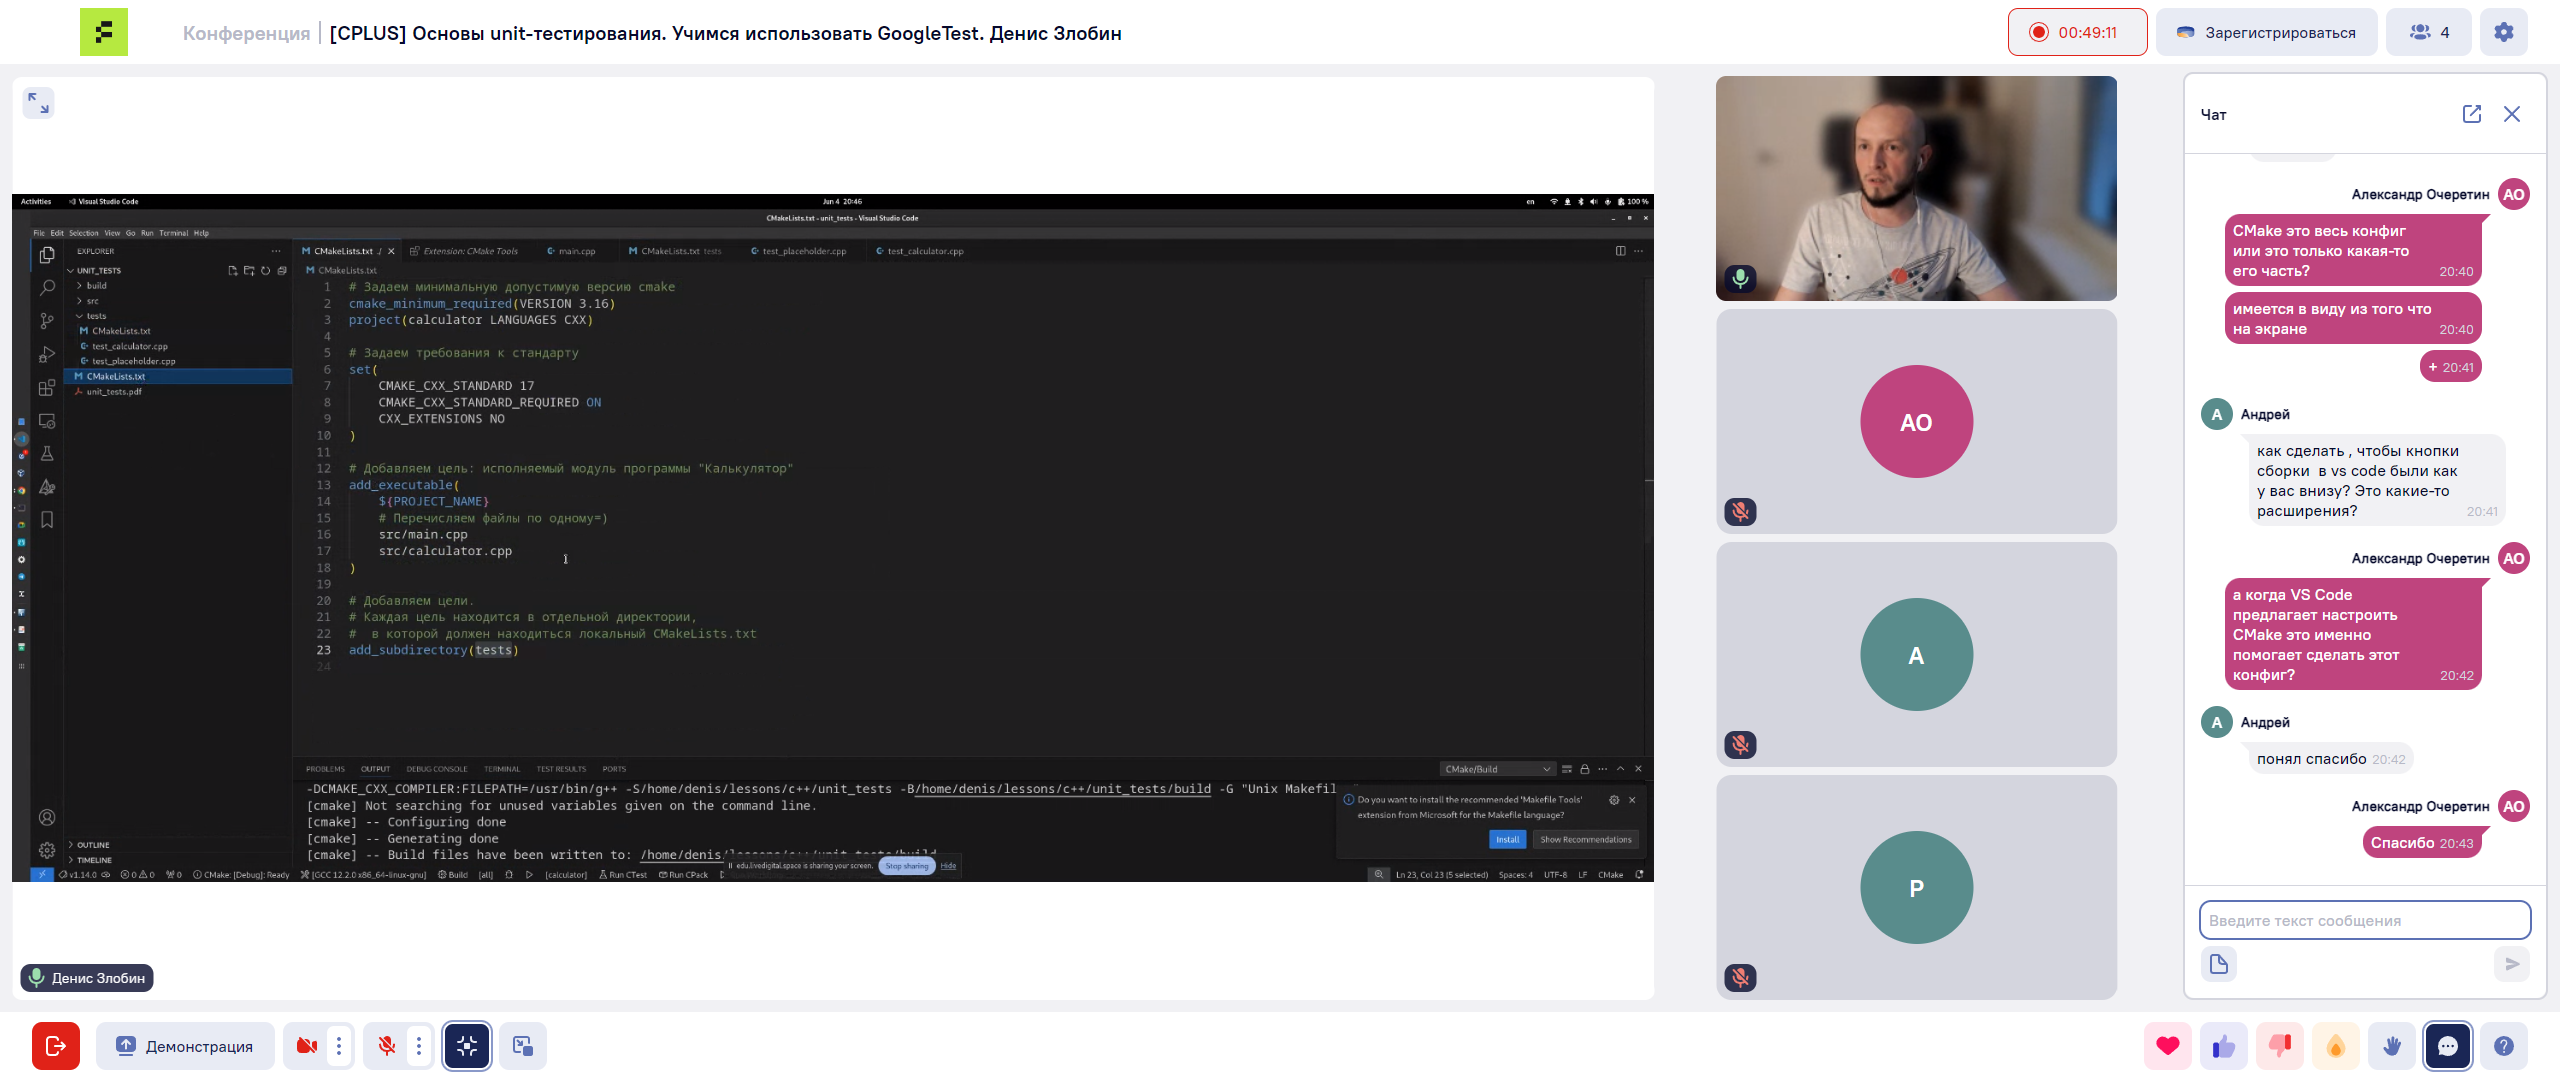 Конференция
[CPLUS] Основы unit-тестирования. Учимся использовать GoogleTest. Денис Злобин
00:49:11
Зарегистрироваться
4
Activities
Visual Studio Code
Jun 4 20:46
en
100 %
CMakeLists.txt - unit_tests - Visual Studio Code
File Edit Selection View Go Run Terminal Help
EXPLORER
UNIT_TESTS
build
src
tests
CMakeLists.txt
test_calculator.cpp
test_placeholder.cpp
CMakeLists.txt
unit_tests.pdf
OUTLINE
TIMELINE
CMakeLists.txt ./
Extension: CMake Tools
main.cpp
CMakeLists.txt tests
test_placeholder.cpp
test_calculator.cpp
CMakeLists.txt
1 # Задаем минимальную допустимую версию cmake
2 cmake_minimum_required(VERSION 3.16)
3 project(calculator LANGUAGES CXX)
4
5 # Задаем требования к стандарту
6 set(
7 CMAKE_CXX_STANDARD 17
8 CMAKE_CXX_STANDARD_REQUIRED ON
9 CXX_EXTENSIONS NO
10 )
11
12 # Добавляем цель: исполняемый модуль программы "Калькулятор"
13 add_executable(
14 ${PROJECT_NAME}
15 # Перечисляем файлы по одному=)
16 src/main.cpp
17 src/calculator.cpp
18 )
19
20 # Добавляем цели.
21 # Каждая цель находится в отдельной директории,
22 #  в которой должен находиться локальный CMakeLists.txt
23 add_subdirectory(tests)
24
PROBLEMS OUTPUT DEBUG CONSOLE TERMINAL TEST RESULTS PORTS
CMake/Build
-DCMAKE_CXX_COMPILER:FILEPATH=/usr/bin/g++ -S/home/denis/lessons/c++/unit_tests -B/home/denis/lessons/c++/unit_tests/build -G "Unix Makefil
[cmake] Not searching for unused variables given on the command line.
[cmake] -- Configuring done
[cmake] -- Generating done
[cmake] -- Build files have been written to: /home/denis/lessons/c++/unit_tests/build
Do you want to install the recommended 'Makefile Tools'
extension from Microsoft for the Makefile language?
Install
Show Recommendations
edu.livedigital.space is sharing your screen.
Stop sharing
Hide
v1.14.0
0 0
0
CMake: [Debug]: Ready
[GCC 12.2.0 x86_64-linux-gnu]
Build
[all]
[calculator]
Run CTest
Run CPack
Ln 23, Col 23 (5 selected)
Spaces: 4
UTF-8
LF
CMake
Денис Злобин
АО
А
Р
Чат
Александр Очеретин
АО
CMake это весь конфиг
или это только какая-то
его часть?
20:40
имеется в виду из того что
на экране
20:40
+ 20:41
А
Андрей
как сделать , чтобы кнопки
сборки в vs code были как
у вас внизу? Это какие-то
расширения?
20:41
Александр Очеретин
АО
а когда VS Code
предлагает настроить
CMake это именно
помогает сделать этот
конфиг?
20:42
А
Андрей
понял спасибо 20:42
Александр Очеретин
АО
Спасибо 20:43
Введите текст сообщения
Демонстрация